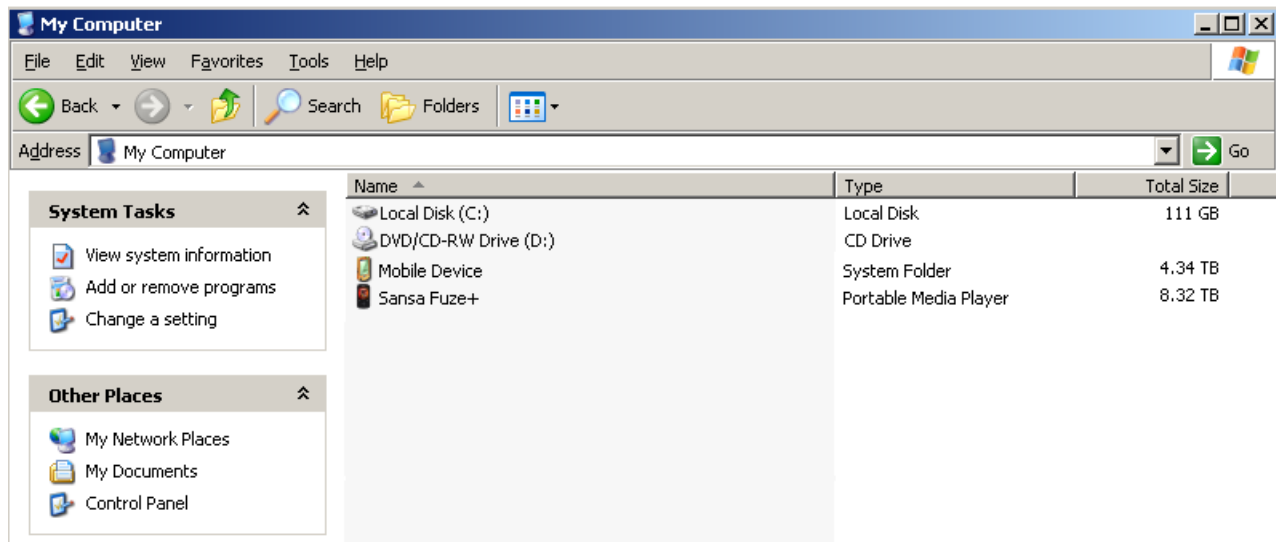 My Computer
File Edit View Favorites Tools Help
Back Search Folders
Address My Computer Go
Name Type Total Size
System Tasks
View system information
Add or remove programs
Change a setting
Other Places
My Network Places
My Documents
Control Panel
Local Disk (C:) Local Disk 111 GB
DVD/CD-RW Drive (D:) CD Drive
Mobile Device System Folder 4.34 TB
Sansa Fuze+ Portable Media Player 8.32 TB